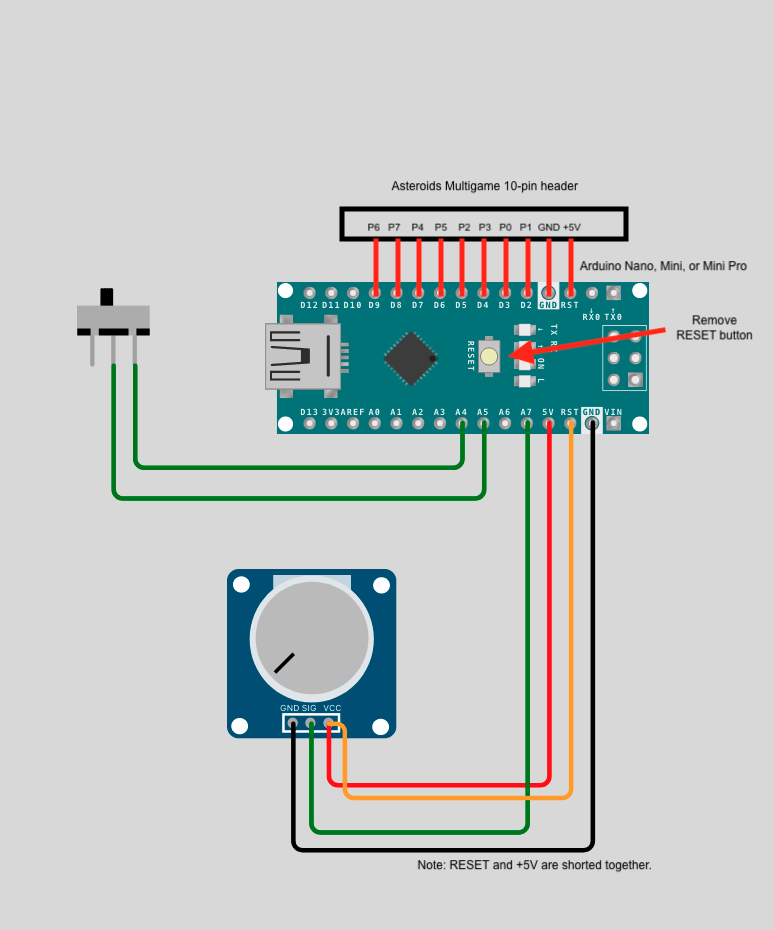 Asteroids Multigame 10-pin header
P6 P7 P4 P5 P2 P3 P0 P1 GND +5V
Arduino Nano, Mini, or Mini Pro
D12 D11 D10 D9 D8 D7 D6 D5 D4 D3 D2 GND RST
RX0 TX0
Remove
RESET button
RESET
TX RX ON L
D13 3V3 AREF A0 A1 A2 A3 A4 A5 A6 A7 5V RST GND VIN
GND SIG VCC
Note: RESET and +5V are shorted together.